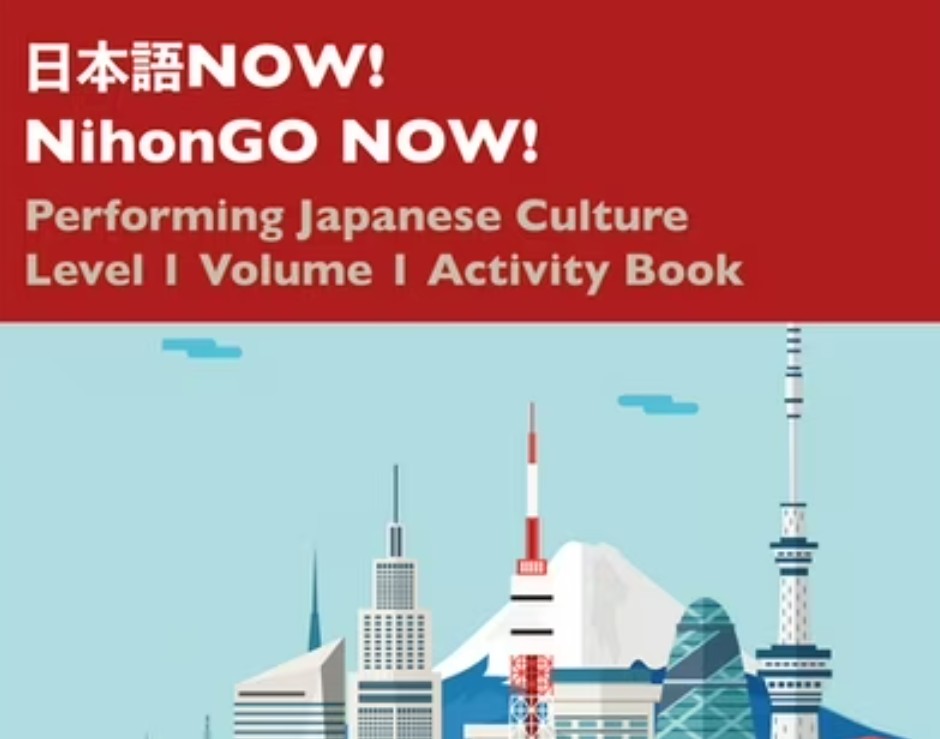 日本語NOW!
NihonGO NOW!
Performing Japanese Culture
Level 1 Volume 1 Activity Book